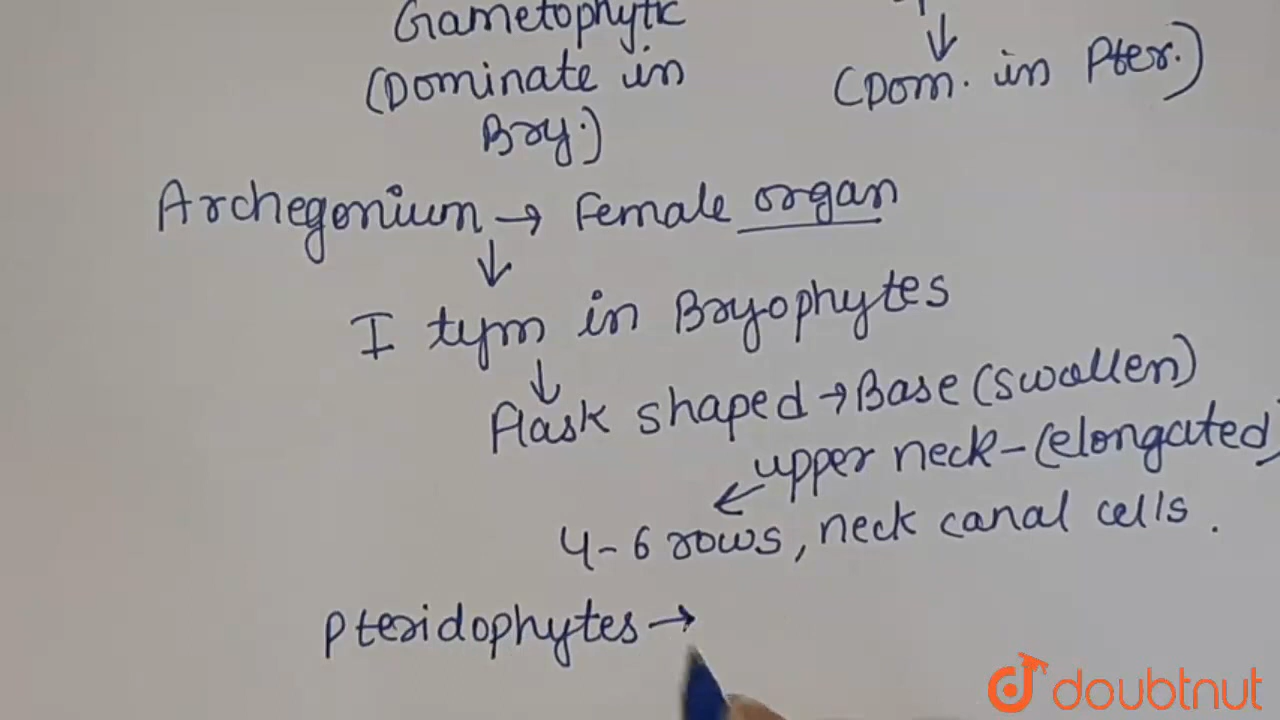 Gametophytic
(Dominate in
Bry.)
(Dom. in Pter.)
Archegonium → Female organ
I tym in Bryophytes
flask shaped → Base (swollen)
upper neck - (elongated)
4-6 rows, neck canal cells.
Pteridophytes →
doubtnut